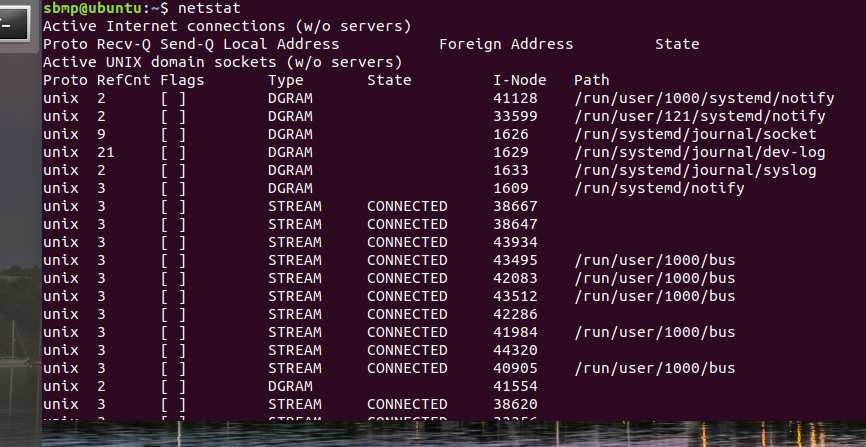 sbmp@ubuntu:~$ netstat
Active Internet connections (w/o servers)
Proto Recv-Q Send-Q Local Address           Foreign Address         State
Active UNIX domain sockets (w/o servers)
Proto RefCnt Flags       Type       State         I-Node   Path
unix  2      [ ]         DGRAM                    41128    /run/user/1000/systemd/notify
unix  2      [ ]         DGRAM                    33599    /run/user/121/systemd/notify
unix  9      [ ]         DGRAM                    1626     /run/systemd/journal/socket
unix  21     [ ]         DGRAM                    1629     /run/systemd/journal/dev-log
unix  2      [ ]         DGRAM                    1633     /run/systemd/journal/syslog
unix  3      [ ]         DGRAM                    1609     /run/systemd/notify
unix  3      [ ]         STREAM     CONNECTED     38667
unix  3      [ ]         STREAM     CONNECTED     38647
unix  3      [ ]         STREAM     CONNECTED     43934
unix  3      [ ]         STREAM     CONNECTED     43495    /run/user/1000/bus
unix  3      [ ]         STREAM     CONNECTED     42083    /run/user/1000/bus
unix  3      [ ]         STREAM     CONNECTED     43512    /run/user/1000/bus
unix  3      [ ]         STREAM     CONNECTED     42286
unix  3      [ ]         STREAM     CONNECTED     41984    /run/user/1000/bus
unix  3      [ ]         STREAM     CONNECTED     44320
unix  3      [ ]         STREAM     CONNECTED     40905    /run/user/1000/bus
unix  2      [ ]         DGRAM                    41554
unix  3      [ ]         STREAM     CONNECTED     38620
unix  3      [ ]         STREAM     CONNECTED